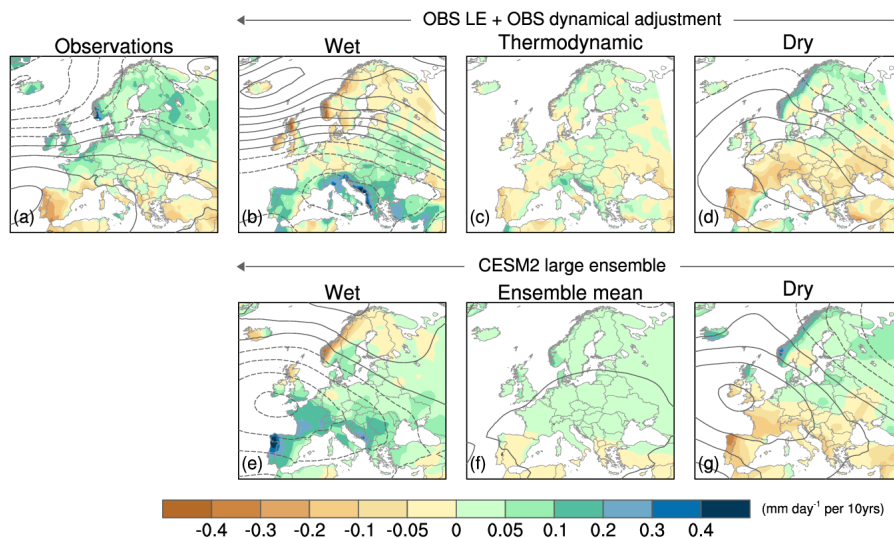 OBS LE + OBS dynamical adjustment
Observations Wet Thermodynamic Dry
(a) (b) (c) (d)
CESM2 large ensemble
Wet Ensemble mean Dry
(e) (f) (g)
-0.4 -0.3 -0.2 -0.1 -0.05 0 0.05 0.1 0.2 0.3 0.4 (mm day⁻¹ per 10yrs)